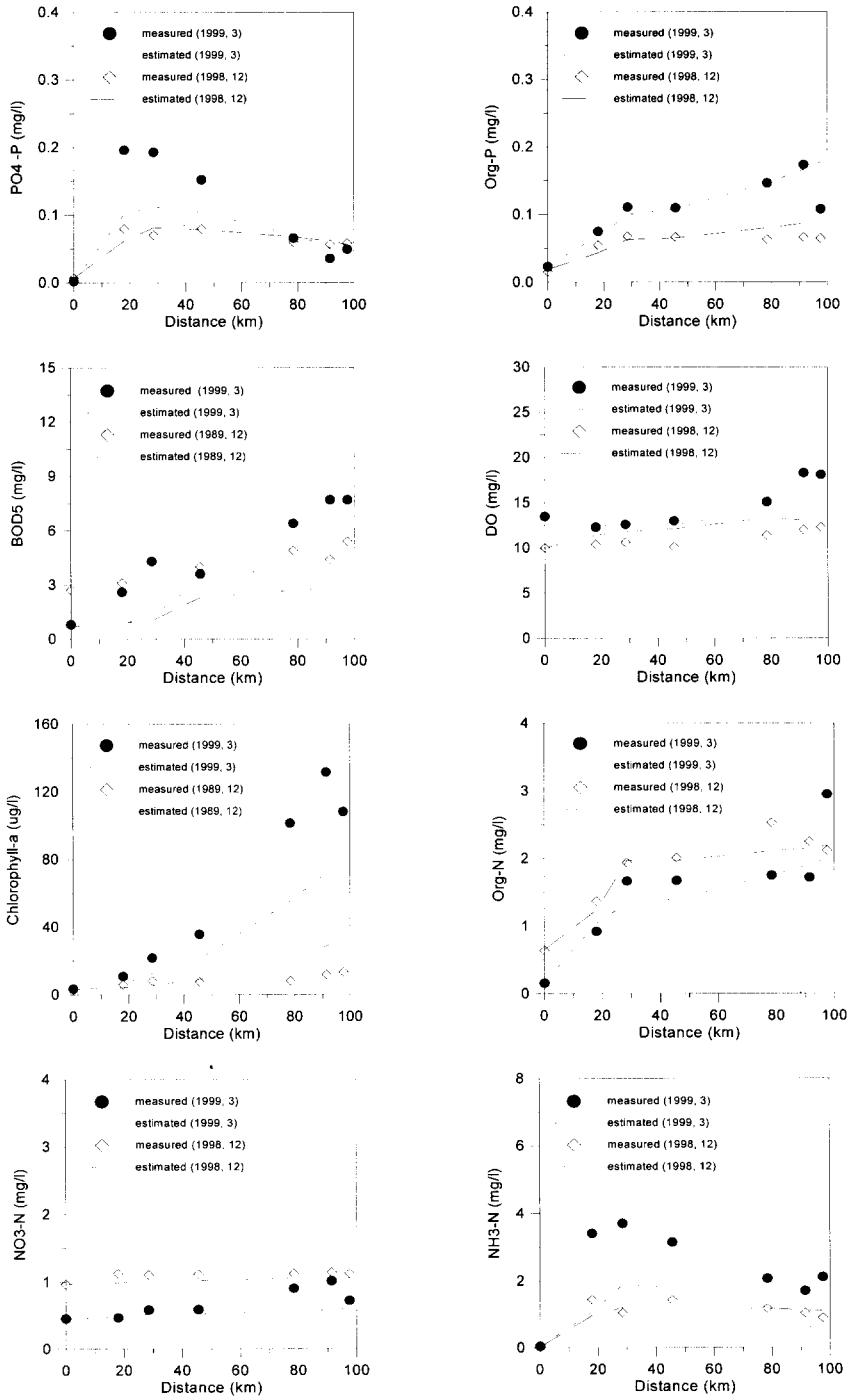 0.4
0.3
0.2
0.1
0.0
PO4 -P (mg/l)
measured (1999, 3)
estimated (1999, 3)
measured (1998, 12)
estimated (1998, 12)
0 20 40 60 80 100
Distance (km)
0.4
0.3
0.2
0.1
0.0
Org-P (mg/l)
measured (1999, 3)
estimated (1999, 3)
measured (1998, 12)
estimated (1998, 12)
0 20 40 60 80 100
Distance (km)
15
12
9
6
3
0
BOD5 (mg/l)
measured (1999, 3)
estimated (1999, 3)
measured (1989, 12)
estimated (1989, 12)
0 20 40 60 80 100
Distance (km)
30
25
20
15
10
5
0
DO (mg/l)
measured (1999, 3)
estimated (1999, 3)
measured (1998, 12)
estimated (1998, 12)
0 20 40 60 80 100
Distance (km)
160
120
80
40
0
Chlorophyll-a (ug/l)
measured (1999, 3)
estimated (1999, 3)
measured (1989, 12)
estimated (1989, 12)
0 20 40 60 80 100
Distance (km)
4
3
2
1
0
Org-N (mg/l)
measured (1999, 3)
estimated (1999, 3)
measured (1998, 12)
estimated (1998, 12)
0 20 40 60 80 100
Distance (km)
4
3
2
1
0
NO3-N (mg/l)
measured (1999, 3)
estimated (1999, 3)
measured (1998, 12)
estimated (1998, 12)
0 20 40 60 80 100
Distance (km)
8
6
4
2
0
NH3-N (mg/l)
measured (1999, 3)
estimated (1999, 3)
measured (1998, 12)
estimated (1998, 12)
0 20 40 60 80 100
Distance (km)